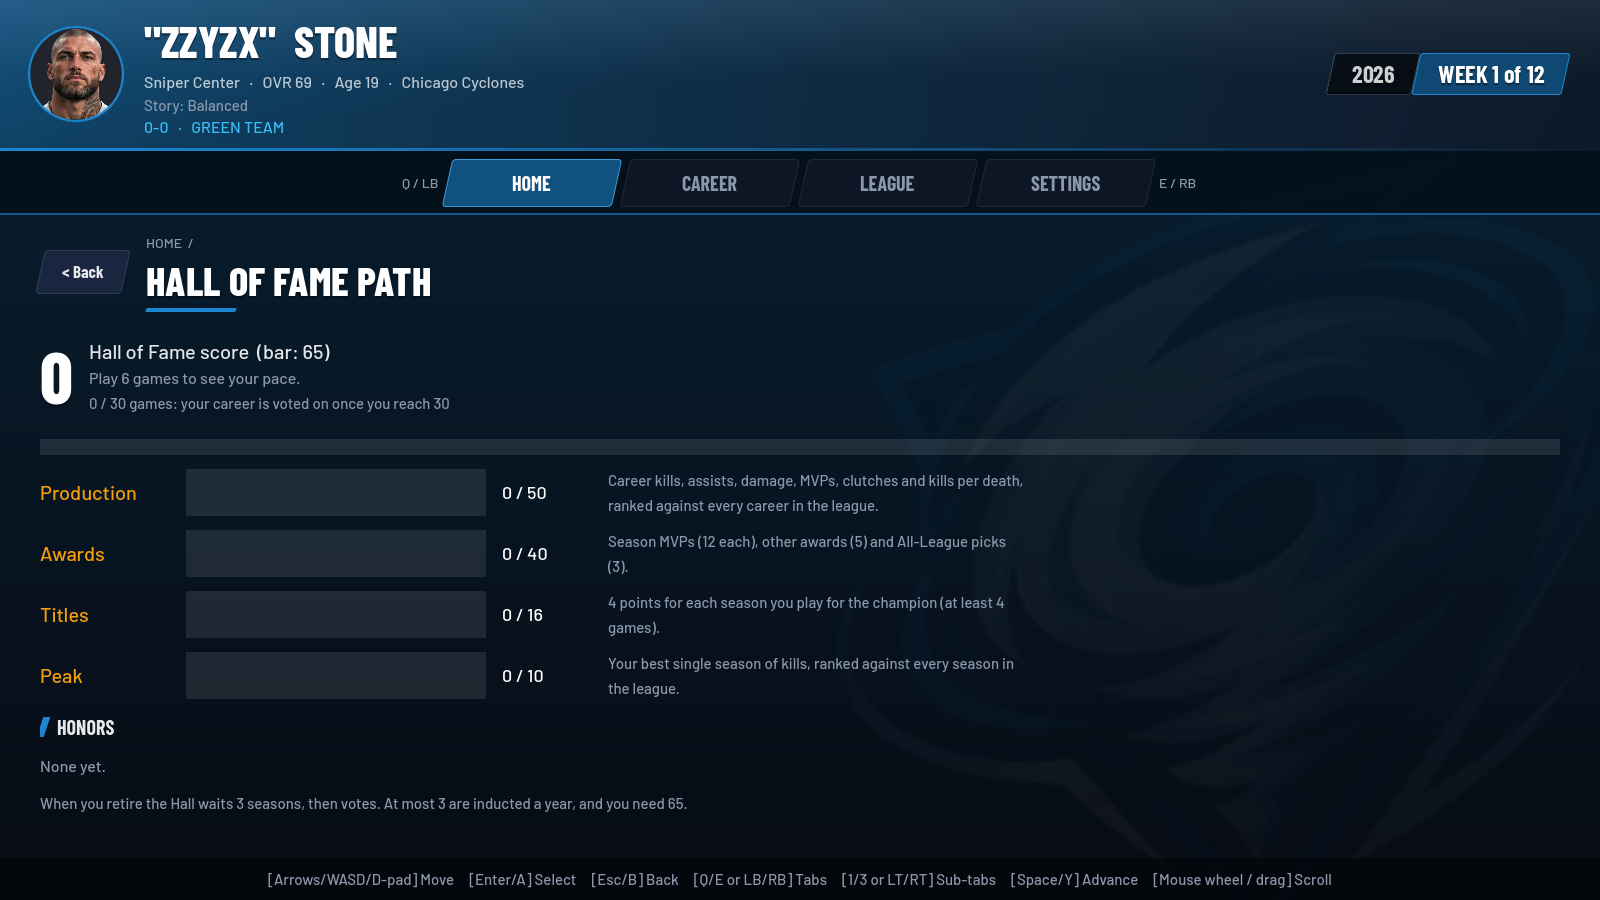 "ZZYZX" STONE
Sniper Center · OVR 69 · Age 19 · Chicago Cyclones
Story: Balanced
0-0 · GREEN TEAM
2026
WEEK 1 of 12
Q / LB
HOME
CAREER
LEAGUE
SETTINGS
E / RB
< Back
HOME /
HALL OF FAME PATH
0
Hall of Fame score (bar: 65)
Play 6 games to see your pace.
0 / 30 games: your career is voted on once you reach 30
Production
0 / 50
Career kills, assists, damage, MVPs, clutches and kills per death,
ranked against every career in the league.
Awards
0 / 40
Season MVPs (12 each), other awards (5) and All-League picks
(3).
Titles
0 / 16
4 points for each season you play for the champion (at least 4
games).
Peak
0 / 10
Your best single season of kills, ranked against every season in
the league.
HONORS
None yet.
When you retire the Hall waits 3 seasons, then votes. At most 3 are inducted a year, and you need 65.
[Arrows/WASD/D-pad] Move [Enter/A] Select [Esc/B] Back [Q/E or LB/RB] Tabs [1/3 or LT/RT] Sub-tabs [Space/Y] Advance [Mouse wheel / drag] Scroll